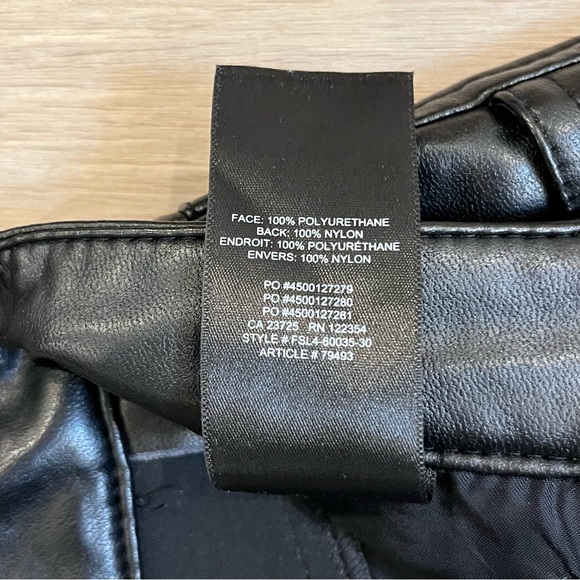 FACE: 100% POLYURETHANE
BACK: 100% NYLON
ENDROIT: 100% POLYURÉTHANE
ENVERS: 100% NYLON
PO #4500127279
PO #4500127280
PO #4500127281
CA 23725 RN 122354
STYLE # FSL4-60035-30
ARTICLE # 79493